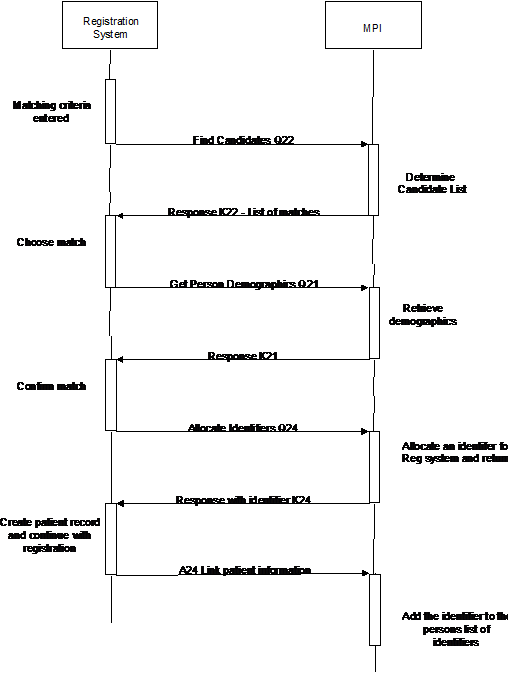 Registration
System
MPI
Matching criteria
entered
Find Candidates Q22
Determine
Candidate List
Response K22 - List of matches
Choose match
Get Person Demographics Q21
Retrieve
demographics
Response K21
Confirm match
Allocate Identifiers Q24
Allocate an identifer fo
Reg system and return
Response with identifier K24
Create patient record
and continue with
registration
A24 Link patient information
Add the identifier to the
persons list of
identifiers